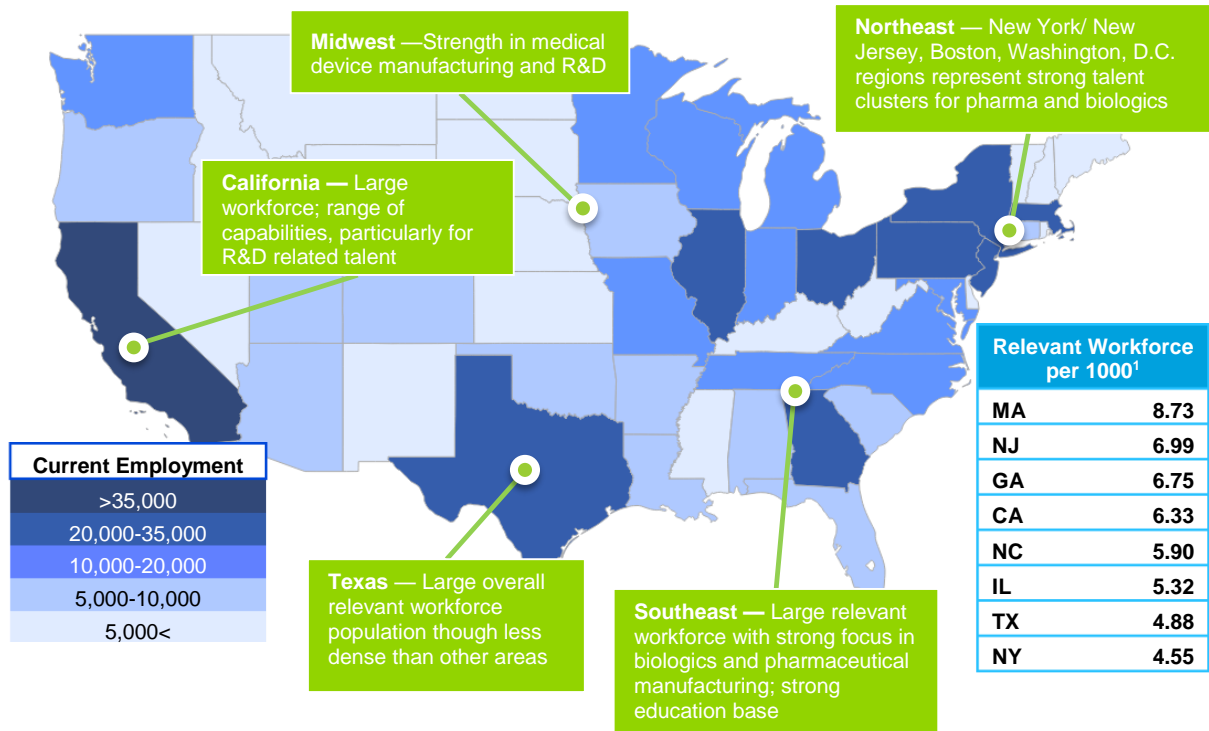 Midwest —Strength in medical
device manufacturing and R&D
Northeast — New York/ New
Jersey, Boston, Washington, D.C.
regions represent strong talent
clusters for pharma and biologics
California — Large
workforce; range of
capabilities, particularly for
R&D related talent
Relevant Workforce
per 1000¹
MA 8.73
NJ 6.99
GA 6.75
CA 6.33
NC 5.90
IL 5.32
TX 4.88
NY 4.55
Current Employment
>35,000
20,000-35,000
10,000-20,000
5,000-10,000
5,000<
Texas — Large overall
relevant workforce
population though less
dense than other areas
Southeast — Large relevant
workforce with strong focus in
biologics and pharmaceutical
manufacturing; strong
education base